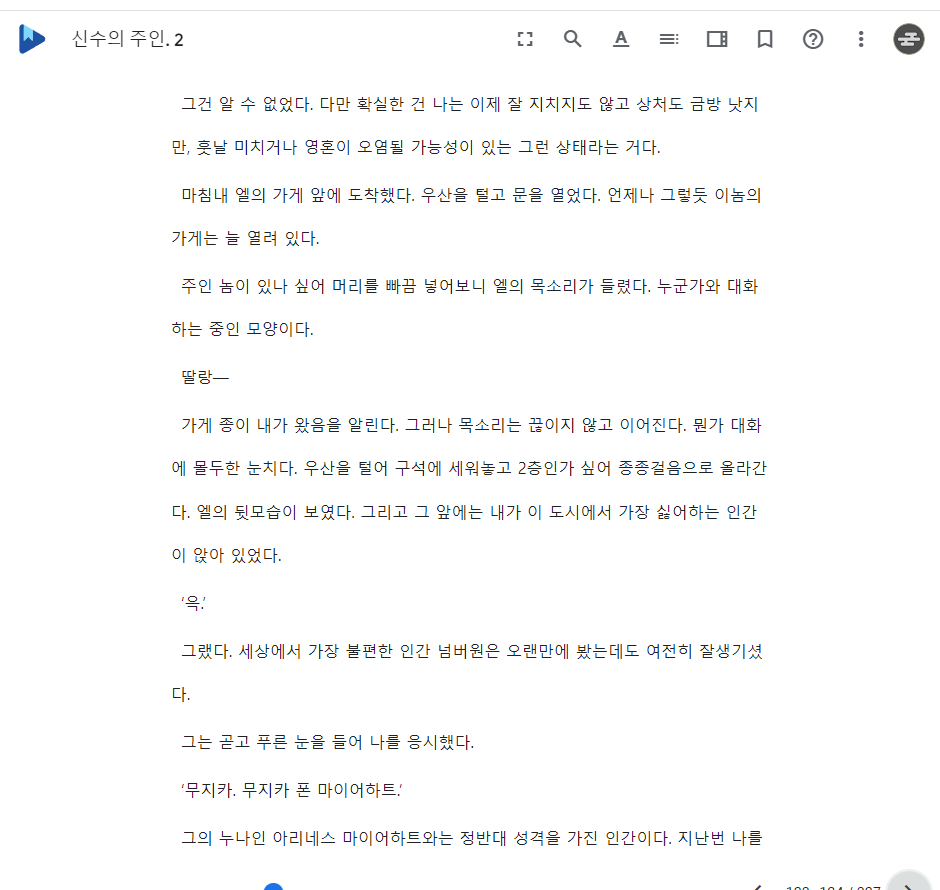 신수의 주인. 2
그건 알 수 없었다. 다만 확실한 건 나는 이제 잘 지치지도 않고 상처도 금방 낫지
만, 훗날 미치거나 영혼이 오염될 가능성이 있는 그런 상태라는 거다.
마침내 엘의 가게 앞에 도착했다. 우산을 털고 문을 열었다. 언제나 그렇듯 이놈의
가게는 늘 열려 있다.
주인 놈이 있나 싶어 머리를 빠끔 넣어보니 엘의 목소리가 들렸다. 누군가와 대화
하는 중인 모양이다.
딸랑—
가게 종이 내가 왔음을 알린다. 그러나 목소리는 끊이지 않고 이어진다. 뭔가 대화
에 몰두한 눈치다. 우산을 털어 구석에 세워놓고 2층인가 싶어 종종걸음으로 올라간
다. 엘의 뒷모습이 보였다. 그리고 그 앞에는 내가 이 도시에서 가장 싫어하는 인간
이 앉아 있었다.
‘윽.’
그랬다. 세상에서 가장 불편한 인간 넘버원은 오랜만에 봤는데도 여전히 잘생기셨
다.
그는 곧고 푸른 눈을 들어 나를 응시했다.
‘무지카. 무지카 폰 마이어하트.’
그의 누나인 아리네스 마이어하트와는 정반대 성격을 가진 인간이다. 지난번 나를